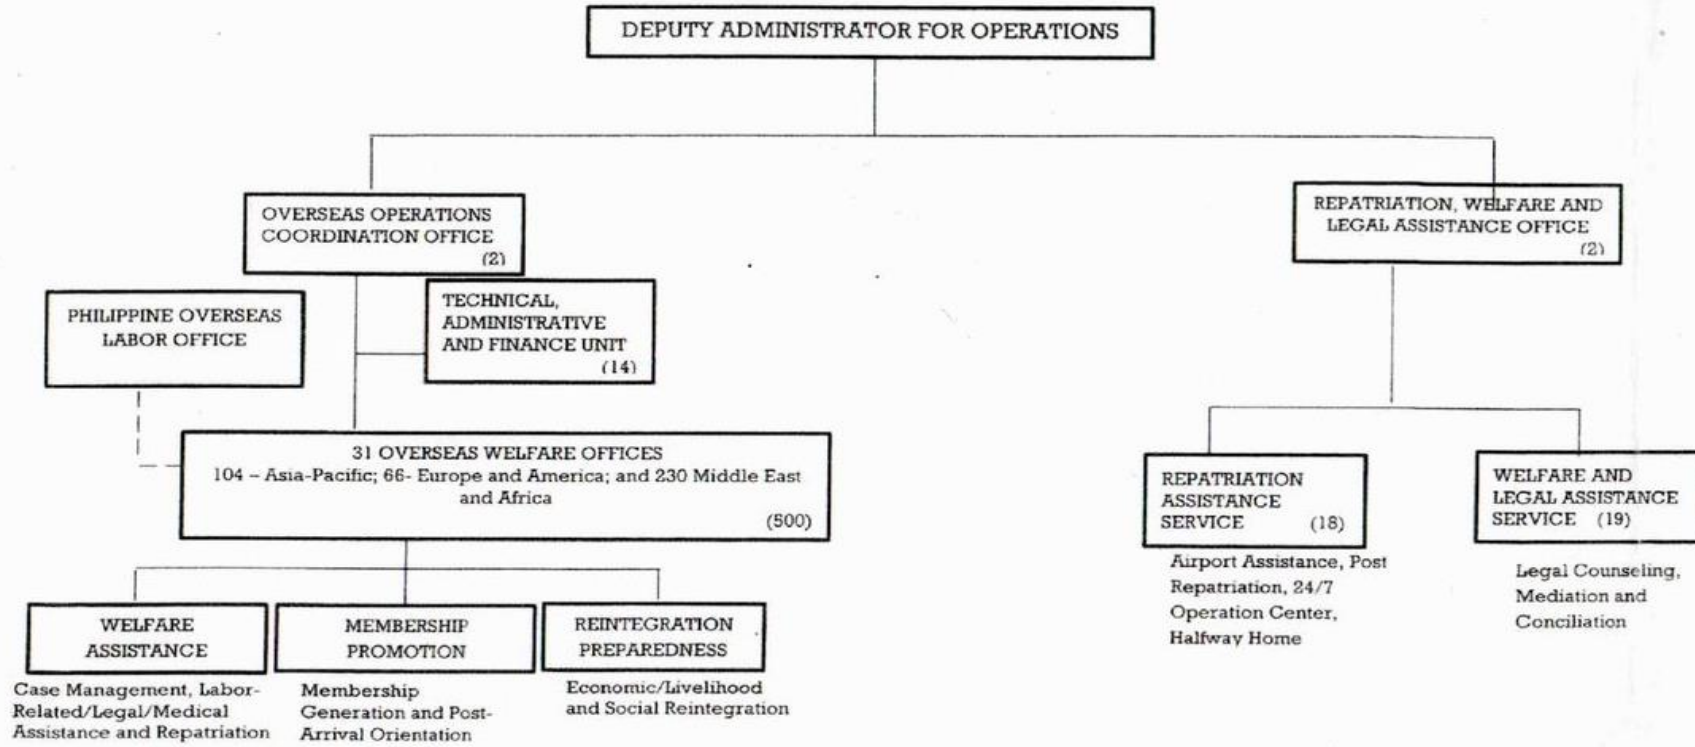 DEPUTY ADMINISTRATOR FOR OPERATIONS
OVERSEAS OPERATIONS
COORDINATION OFFICE
(2)
REPATRIATION, WELFARE AND
LEGAL ASSISTANCE OFFICE
(2)
PHILIPPINE OVERSEAS
LABOR OFFICE
TECHNICAL,
ADMINISTRATIVE
AND FINANCE UNIT
(14)
31 OVERSEAS WELFARE OFFICES
104 – Asia-Pacific; 66- Europe and America; and 230 Middle East
and Africa
(500)
REPATRIATION
ASSISTANCE
SERVICE (18)
Airport Assistance, Post
Repatriation, 24/7
Operation Center,
Halfway Home
WELFARE AND
LEGAL ASSISTANCE
SERVICE (19)
Legal Counseling,
Mediation and
Conciliation
WELFARE
ASSISTANCE
Case Management, Labor-
Related/Legal/Medical
Assistance and Repatriation
MEMBERSHIP
PROMOTION
Membership
Generation and Post-
Arrival Orientation
REINTEGRATION
PREPAREDNESS
Economic/Livelihood
and Social Reintegration